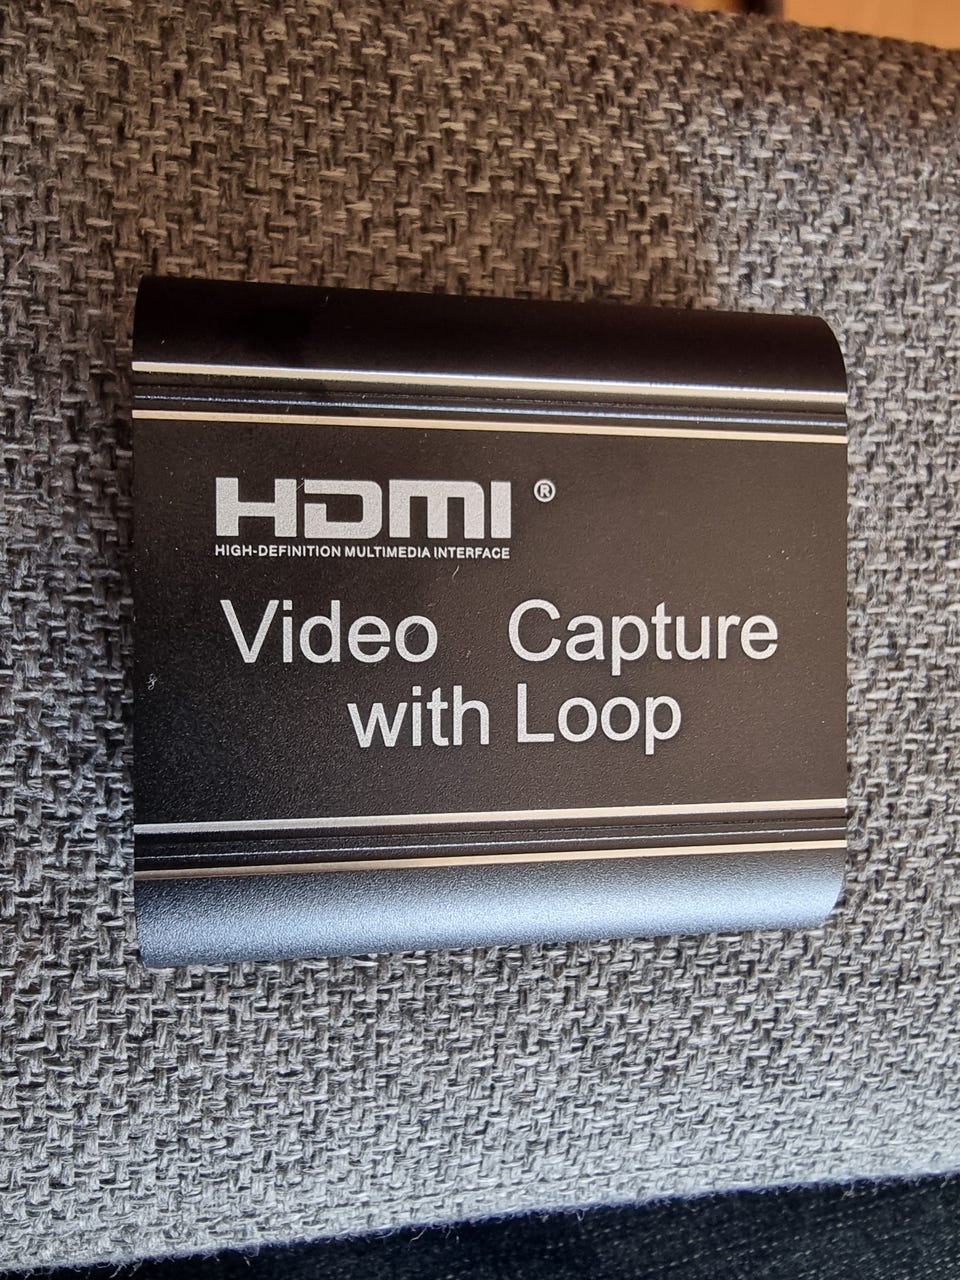 HDMI ®
HIGH-DEFINITION MULTIMEDIA INTERFACE
Video Capture
with Loop